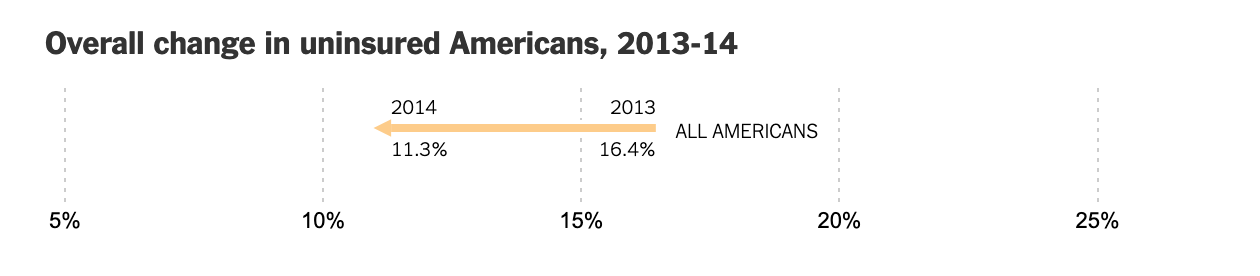 Overall change in uninsured Americans, 2013-14
2014 2013
ALL AMERICANS
11.3% 16.4%
5% 10% 15% 20% 25%